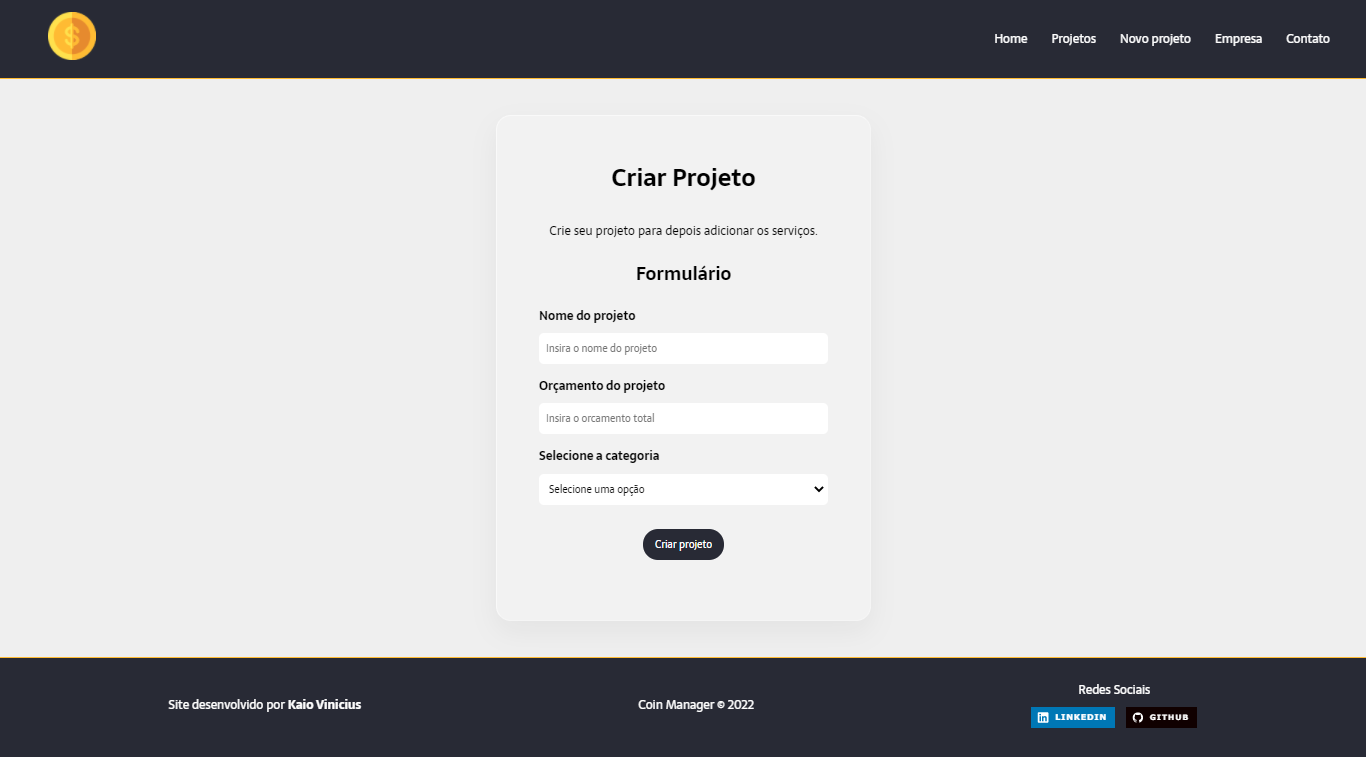 $
Home Projetos Novo projeto Empresa Contato
Criar Projeto
Crie seu projeto para depois adicionar os serviços.
Formulário
Nome do projeto
Insira o nome do projeto
Orçamento do projeto
Insira o orcamento total
Selecione a categoria
Selecione uma opção
Criar projeto
Site desenvolvido por Kaio Vinicius
Coin Manager © 2022
Redes Sociais
in LINKEDIN GITHUB